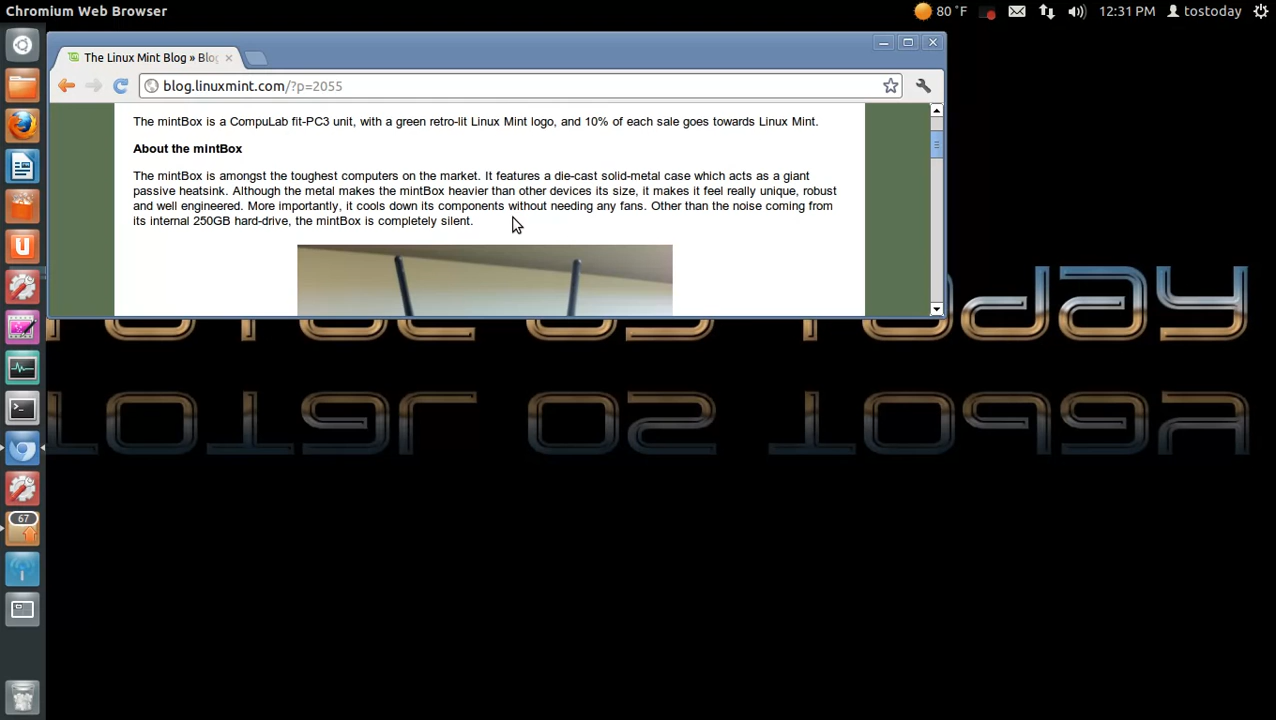 Chromium Web Browser
80 °F
12:31 PM
tostoday
The Linux Mint Blog » Blog
blog.linuxmint.com/?p=2055
The mintBox is a CompuLab fit-PC3 unit, with a green retro-lit Linux Mint logo, and 10% of each sale goes towards Linux Mint.
About the mintBox
The mintBox is amongst the toughest computers on the market. It features a die-cast solid-metal case which acts as a giant
passive heatsink. Although the metal makes the mintBox heavier than other devices its size, it makes it feel really unique, robust
and well engineered. More importantly, it cools down its components without needing any fans. Other than the noise coming from
its internal 250GB hard-drive, the mintBox is completely silent.
Today
67